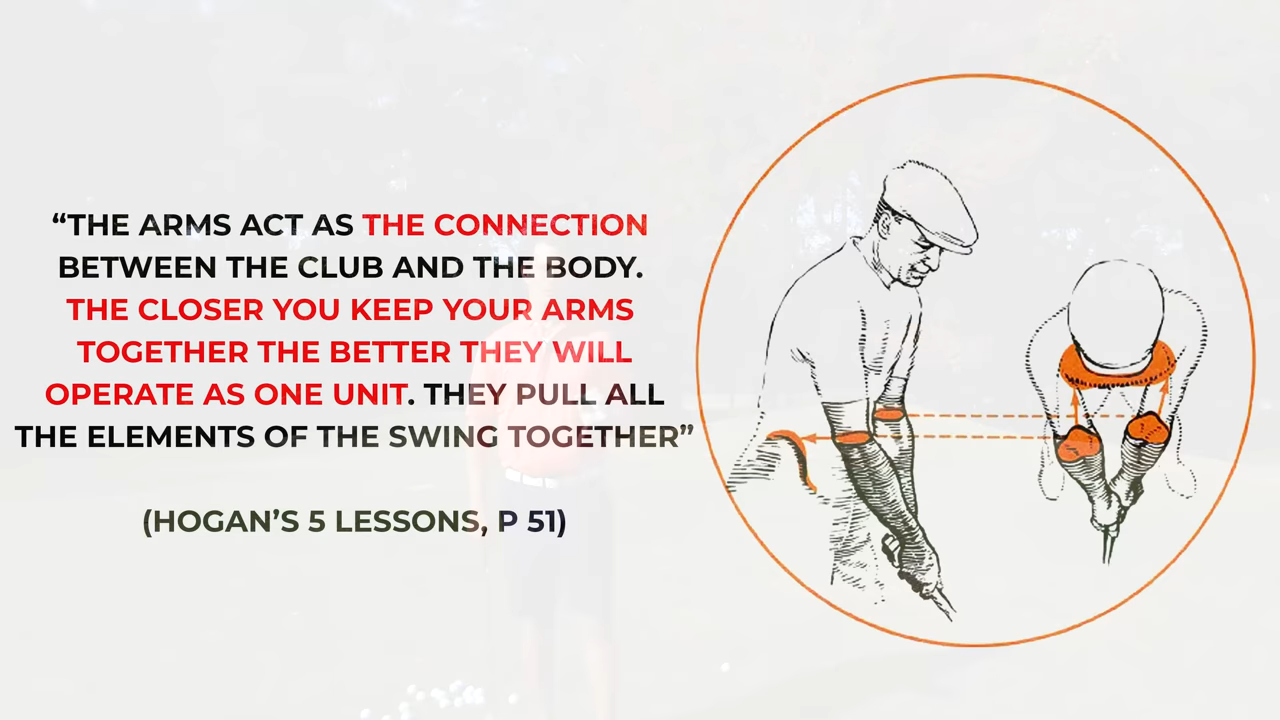 “THE ARMS ACT AS THE CONNECTION
BETWEEN THE CLUB AND THE BODY.
THE CLOSER YOU KEEP YOUR ARMS
TOGETHER THE BETTER THEY WILL
OPERATE AS ONE UNIT. THEY PULL ALL
THE ELEMENTS OF THE SWING TOGETHER”
(HOGAN’S 5 LESSONS, P 51)